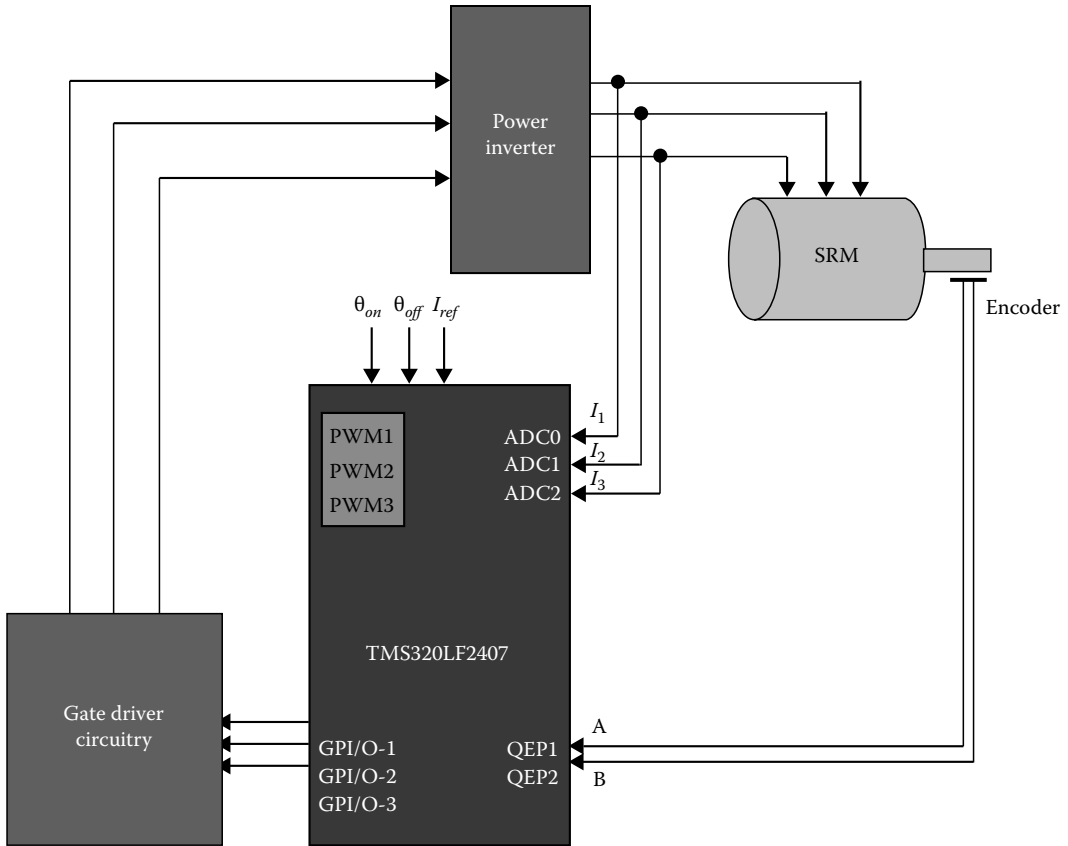 Power
inverter
SRM
Encoder
θon θoff Iref
I1
PWM1
ADC0
I2
PWM2
ADC1
I3
PWM3
ADC2
TMS320LF2407
Gate driver
circuitry
A
GPI/O-1
QEP1
GPI/O-2
QEP2
B
GPI/O-3